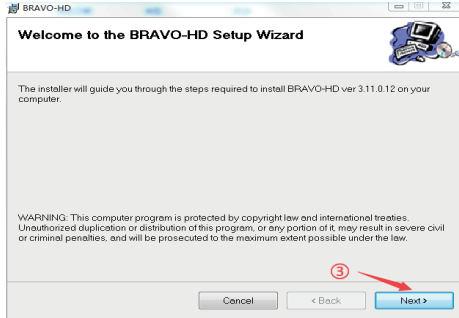 BRAVO-HD
Welcome to the BRAVO-HD Setup Wizard
The installer will guide you through the steps required to install BRAVO-HD ver 3.11.0.12 on your
computer.
WARNING: This computer program is protected by copyright law and international treaties.
Unauthorized duplication or distribution of this program, or any portion of it, may result in severe civil
or criminal penalties, and will be prosecuted to the maximum extent possible under the law.
③
Cancel
< Back
Next >